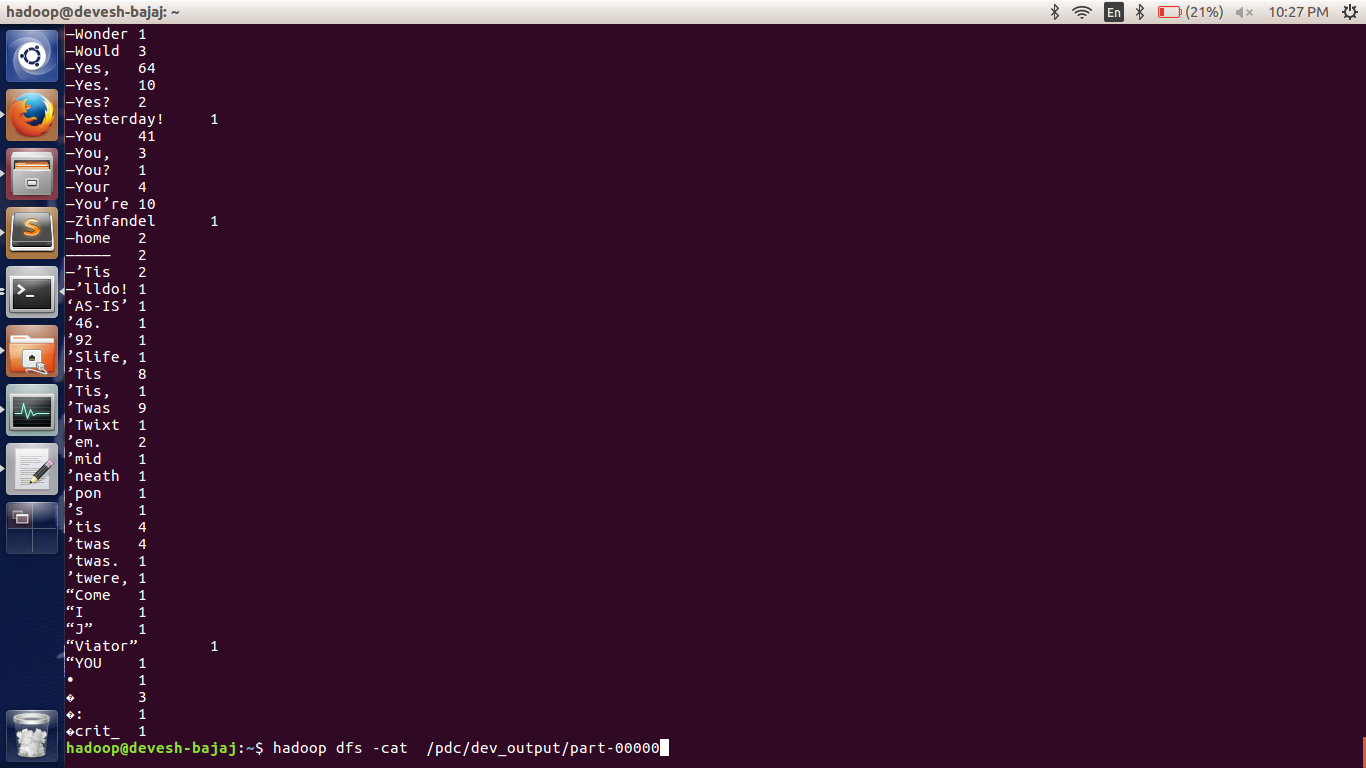 hadoop@devesh-bajaj: ~ En (21%) 10:27 PM
—Wonder 1
—Would 3
—Yes, 64
—Yes. 10
—Yes? 2
—Yesterday! 1
—You 41
—You, 3
—You? 1
—Your 4
—You’re 10
—Zinfandel 1
—home 2
————— 2
—’Tis 2
—’lldo! 1
‘AS-IS’ 1
’46. 1
’92 1
’Slife, 1
’Tis 8
’Tis, 1
’Twas 9
’Twixt 1
’em. 2
’mid 1
’neath 1
’pon 1
’s 1
’tis 4
’twas 4
’twas. 1
’twere, 1
“Come 1
“I 1
“J” 1
“Viator” 1
“YOU 1
• 1
� 3
�: 1
�crit_ 1
hadoop@devesh-bajaj:~$ hadoop dfs -cat  /pdc/dev_output/part-00000